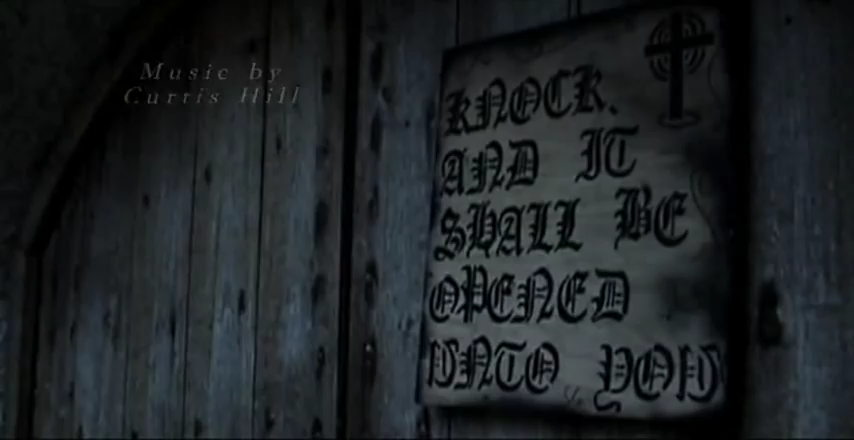 Music by
Curtis Hill
KNOCK.
AND IT
SHALL BE
OPENED
UNTO YOU